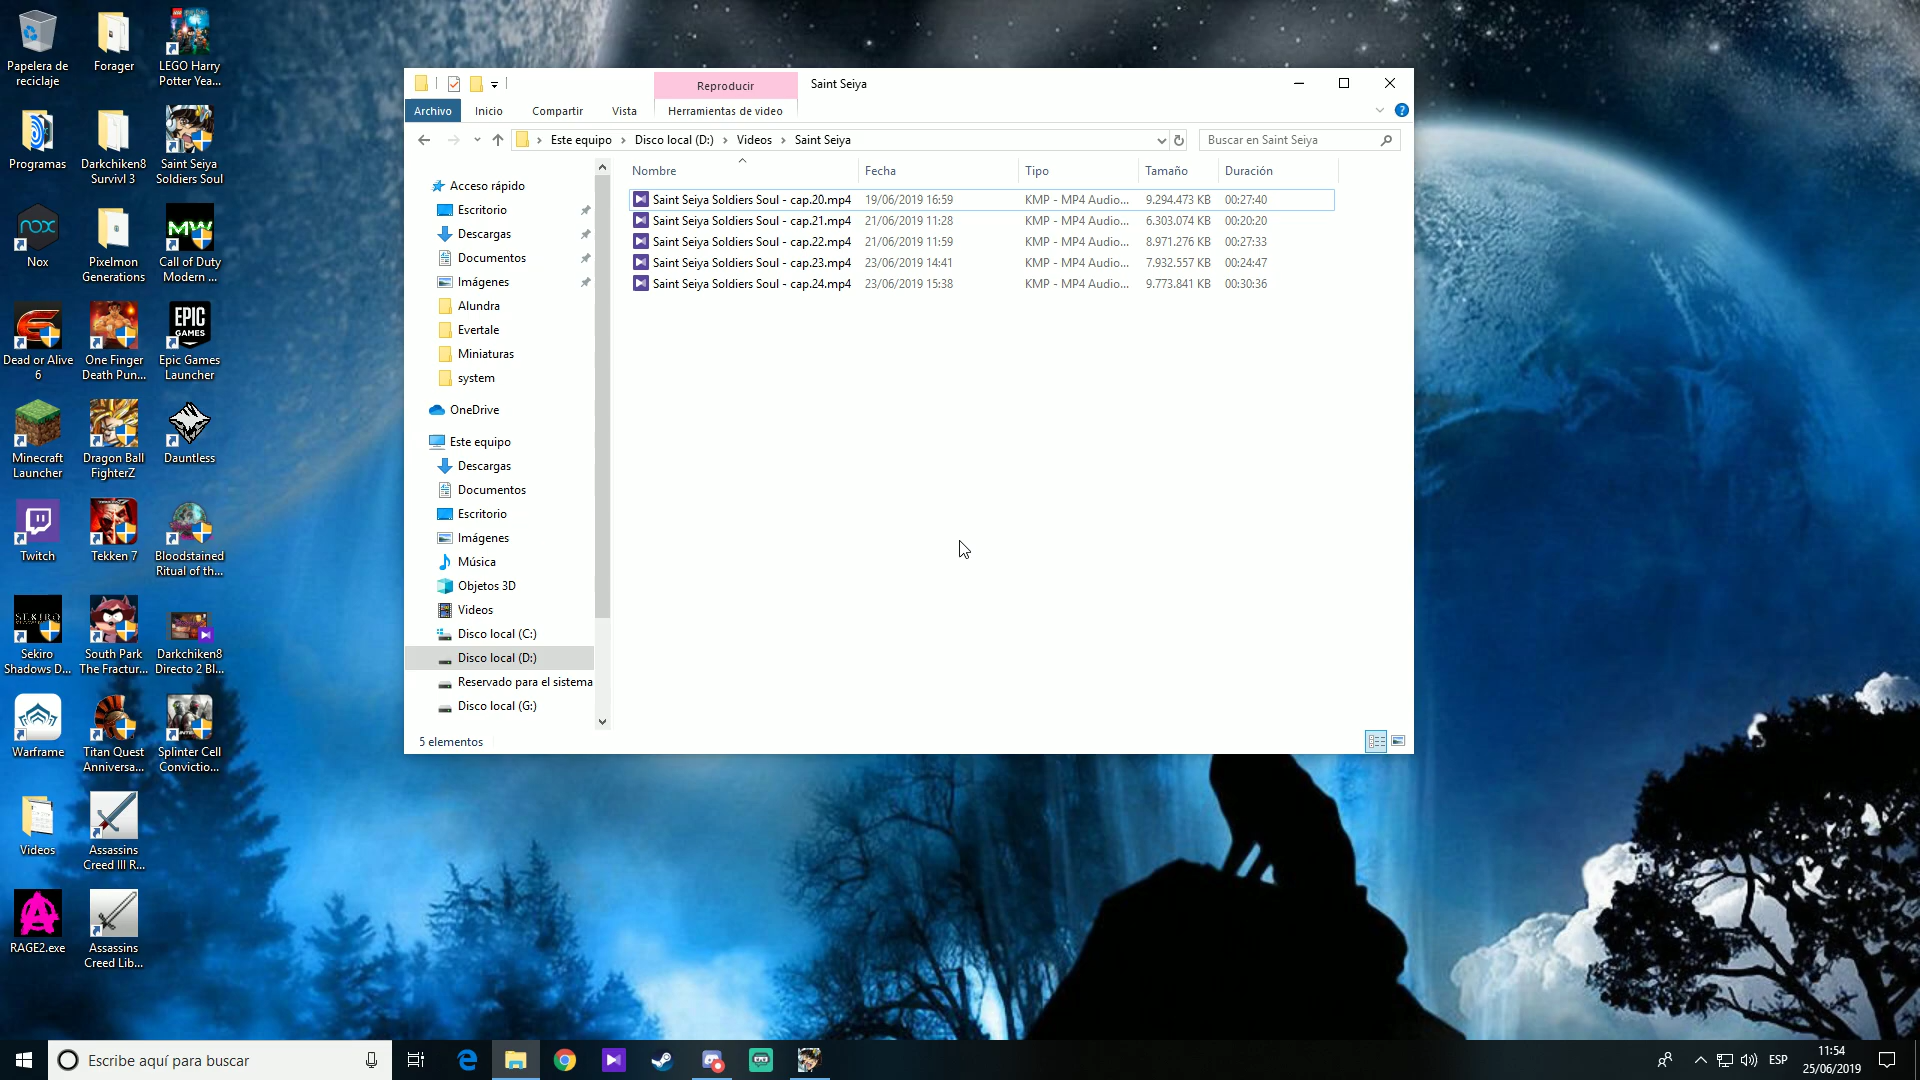 Papelera de
reciclaje
Forager
LEGO Harry
Potter Yea...
Programas
Darkchiken8
Survivl 3
Saint Seiya
Soldiers Soul
nox
Nox
Pixelmon
Generations
MW
Call of Duty
Modern ...
Dead or Alive
6
One Finger
Death Pun...
EPIC
GAMES
Epic Games
Launcher
Minecraft
Launcher
Dragon Ball
FighterZ
Dauntless
Twitch
Tekken 7
Bloodstained
Ritual of th...
SEKIRO
Sekiro
Shadows D...
South Park
The Fractur...
Darkchiken8
Directo 2 Bl...
Warframe
Titan Quest
Anniversa...
Splinter Cell
Convictio...
Videos
Assassins
Creed III R...
RAGE2.exe
Assassins
Creed Lib...
Reproducir
Saint Seiya
Archivo
Inicio
Compartir
Vista
Herramientas de video
Este equipo > Disco local (D:) > Videos > Saint Seiya
Buscar en Saint Seiya
Acceso rápido
Escritorio
Descargas
Documentos
Imágenes
Alundra
Evertale
Miniaturas
system
OneDrive
Este equipo
Descargas
Documentos
Escritorio
Imágenes
Música
Objetos 3D
Videos
Disco local (C:)
Disco local (D:)
Reservado para el sistema
Disco local (G:)
Nombre Fecha Tipo Tamaño Duración
Saint Seiya Soldiers Soul - cap.20.mp4 19/06/2019 16:59 KMP - MP4 Audio... 9.294.473 KB 00:27:40
Saint Seiya Soldiers Soul - cap.21.mp4 21/06/2019 11:28 KMP - MP4 Audio... 6.303.074 KB 00:20:20
Saint Seiya Soldiers Soul - cap.22.mp4 21/06/2019 11:59 KMP - MP4 Audio... 8.971.276 KB 00:27:33
Saint Seiya Soldiers Soul - cap.23.mp4 23/06/2019 14:41 KMP - MP4 Audio... 7.932.557 KB 00:24:47
Saint Seiya Soldiers Soul - cap.24.mp4 23/06/2019 15:38 KMP - MP4 Audio... 9.773.841 KB 00:30:36
5 elementos
Escribe aquí para buscar
ESP
11:54
25/06/2019